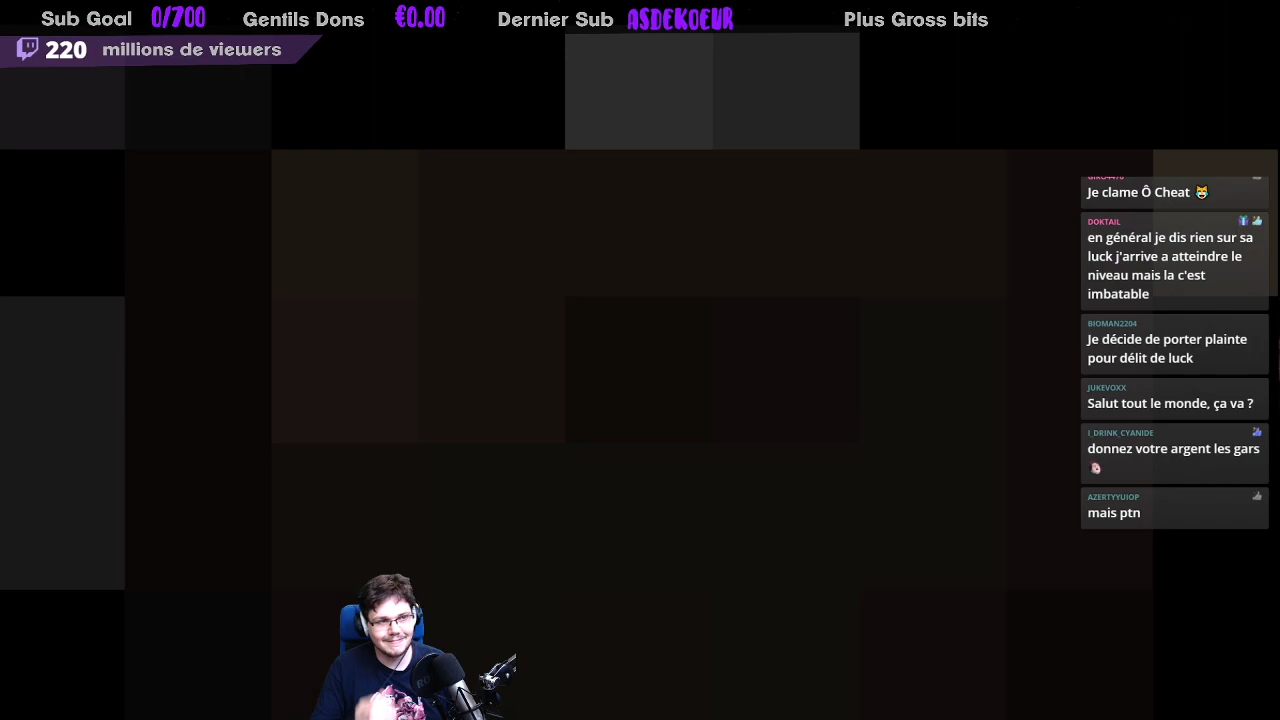 Sub Goal 0/700 Gentils Dons €0.00 Dernier Sub ASDEKOEUR Plus Gross bits
220 millions de viewers
Je clame Ô Cheat
DOKTAIL
en général je dis rien sur sa
luck j'arrive a atteindre le
niveau mais la c'est
imbatable
BIOMAN2204
Je décide de porter plainte
pour délit de luck
JUKEVOXX
Salut tout le monde, ça va ?
I_DRINK_CYANIDE
donnez votre argent les gars
AZERTYYUIOP
mais ptn